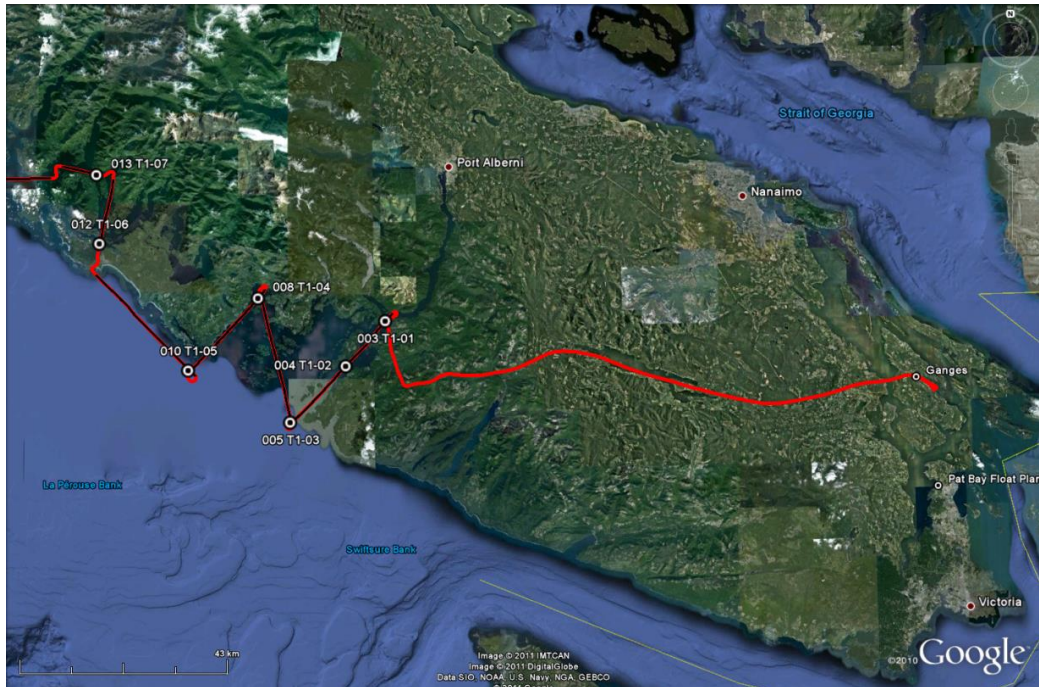 N
Strait of Georgia
Port Alberni
013 T1-07
Nanaimo
012 T1-06
008 T1-04
003 T1-01
010 T1-05
004 T1-02
Ganges
005 T1-03
La Pérouse Bank
Pat Bay Float Plan
Swiftsure Bank
Victoria
43 km
Image © 2011 IMTCAN
Image © 2011 DigitalGlobe
Data SIO, NOAA, U.S. Navy, NGA, GEBCO
© 2011 Google
©2010 Google